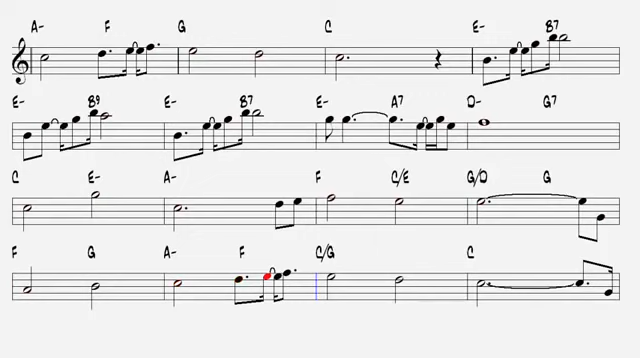 A- F G C E- B7
E- B9 E- B7 E- A7 D- G7
C E- A- F C/E G/D G
F G A- F C/G C